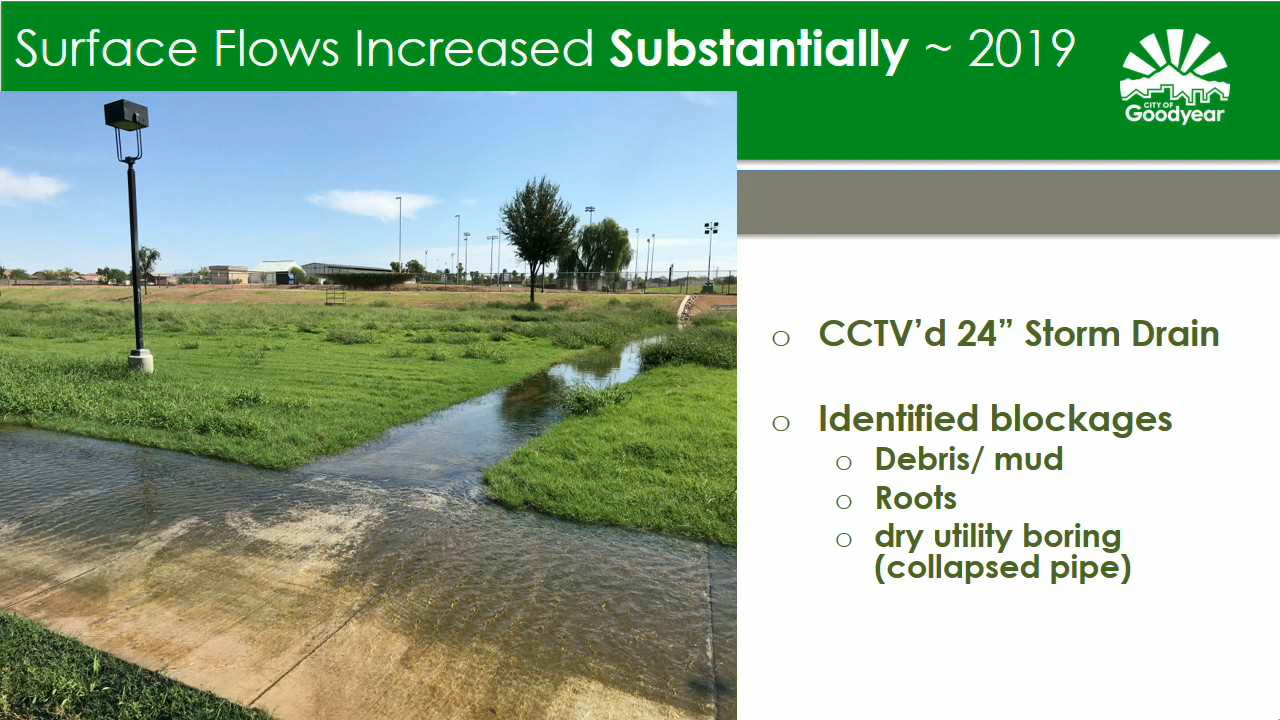 Surface Flows Increased Substantially ~ 2019
CITY OF
Goodyear
o CCTV’d 24” Storm Drain
o Identified blockages
o Debris/ mud
o Roots
o dry utility boring
(collapsed pipe)